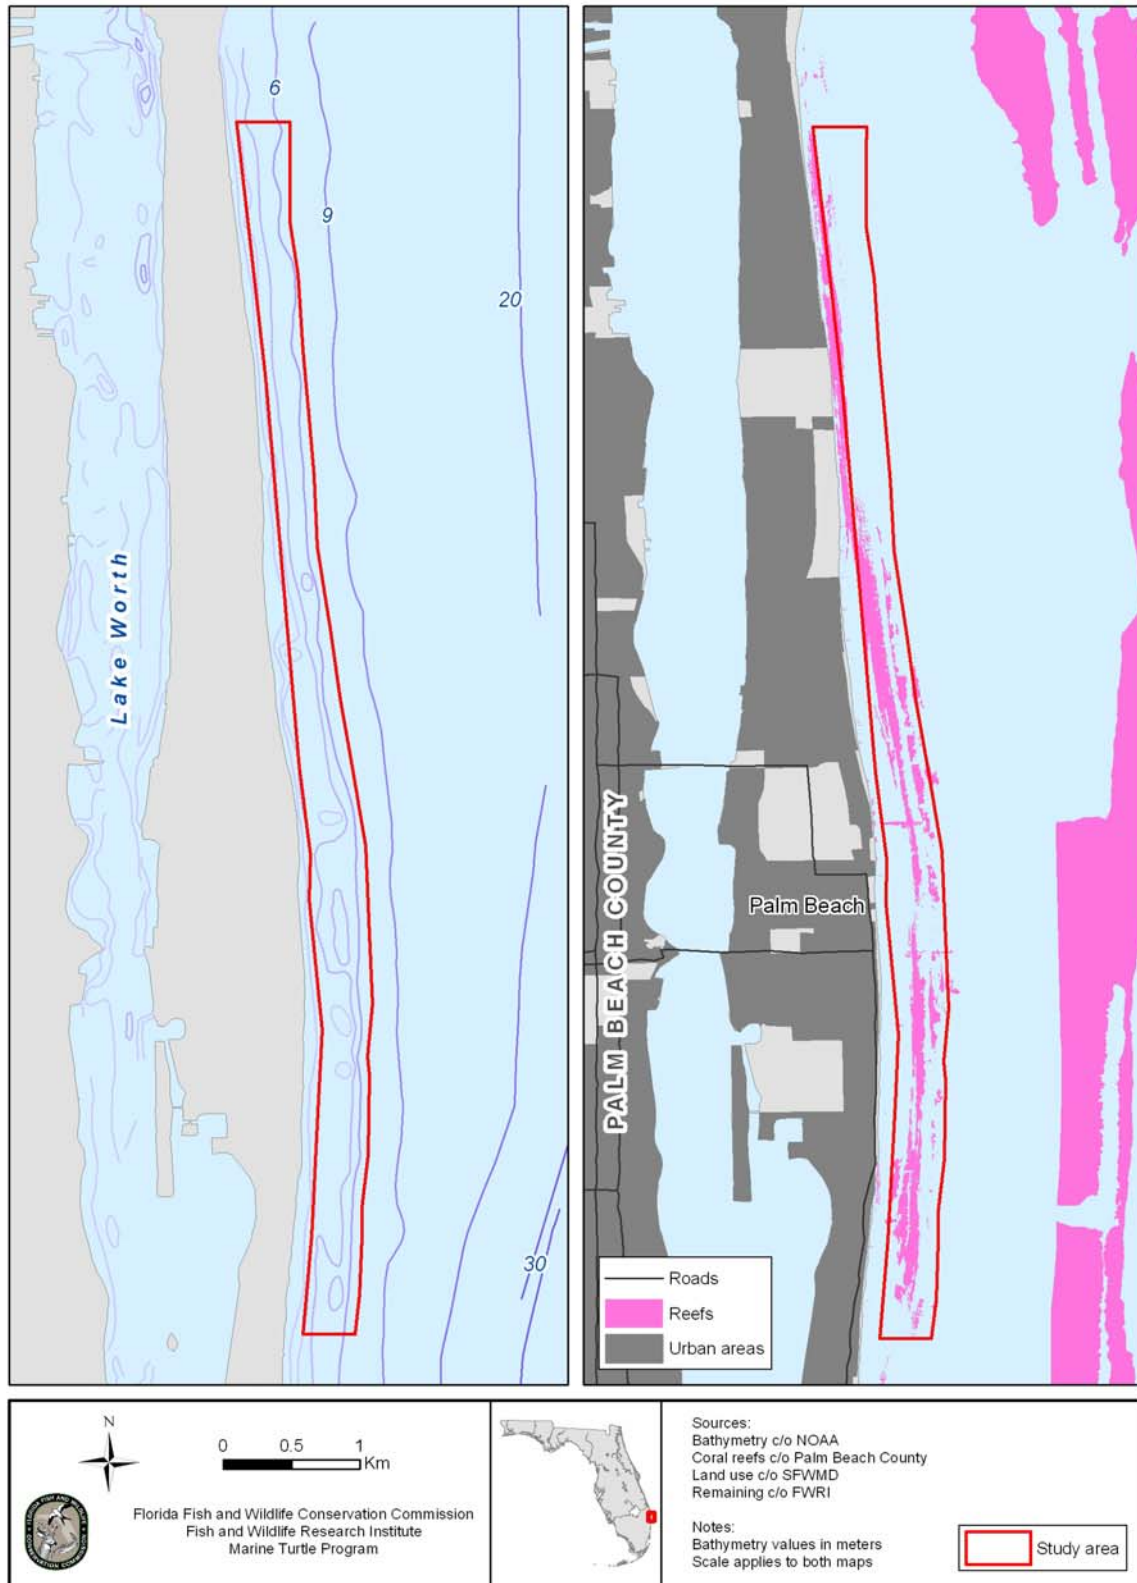 6
9
20
Lake Worth
30
PALM BEACH COUNTY
Palm Beach
Roads
Reefs
Urban areas
N
0 0.5 1
Km
Florida Fish and Wildlife Conservation Commission
Fish and Wildlife Research Institute
Marine Turtle Program
Sources:
Bathymetry c/o NOAA
Coral reefs c/o Palm Beach County
Land use c/o SFWMD
Remaining c/o FWRI
Notes:
Bathymetry values in meters
Scale applies to both maps
Study area